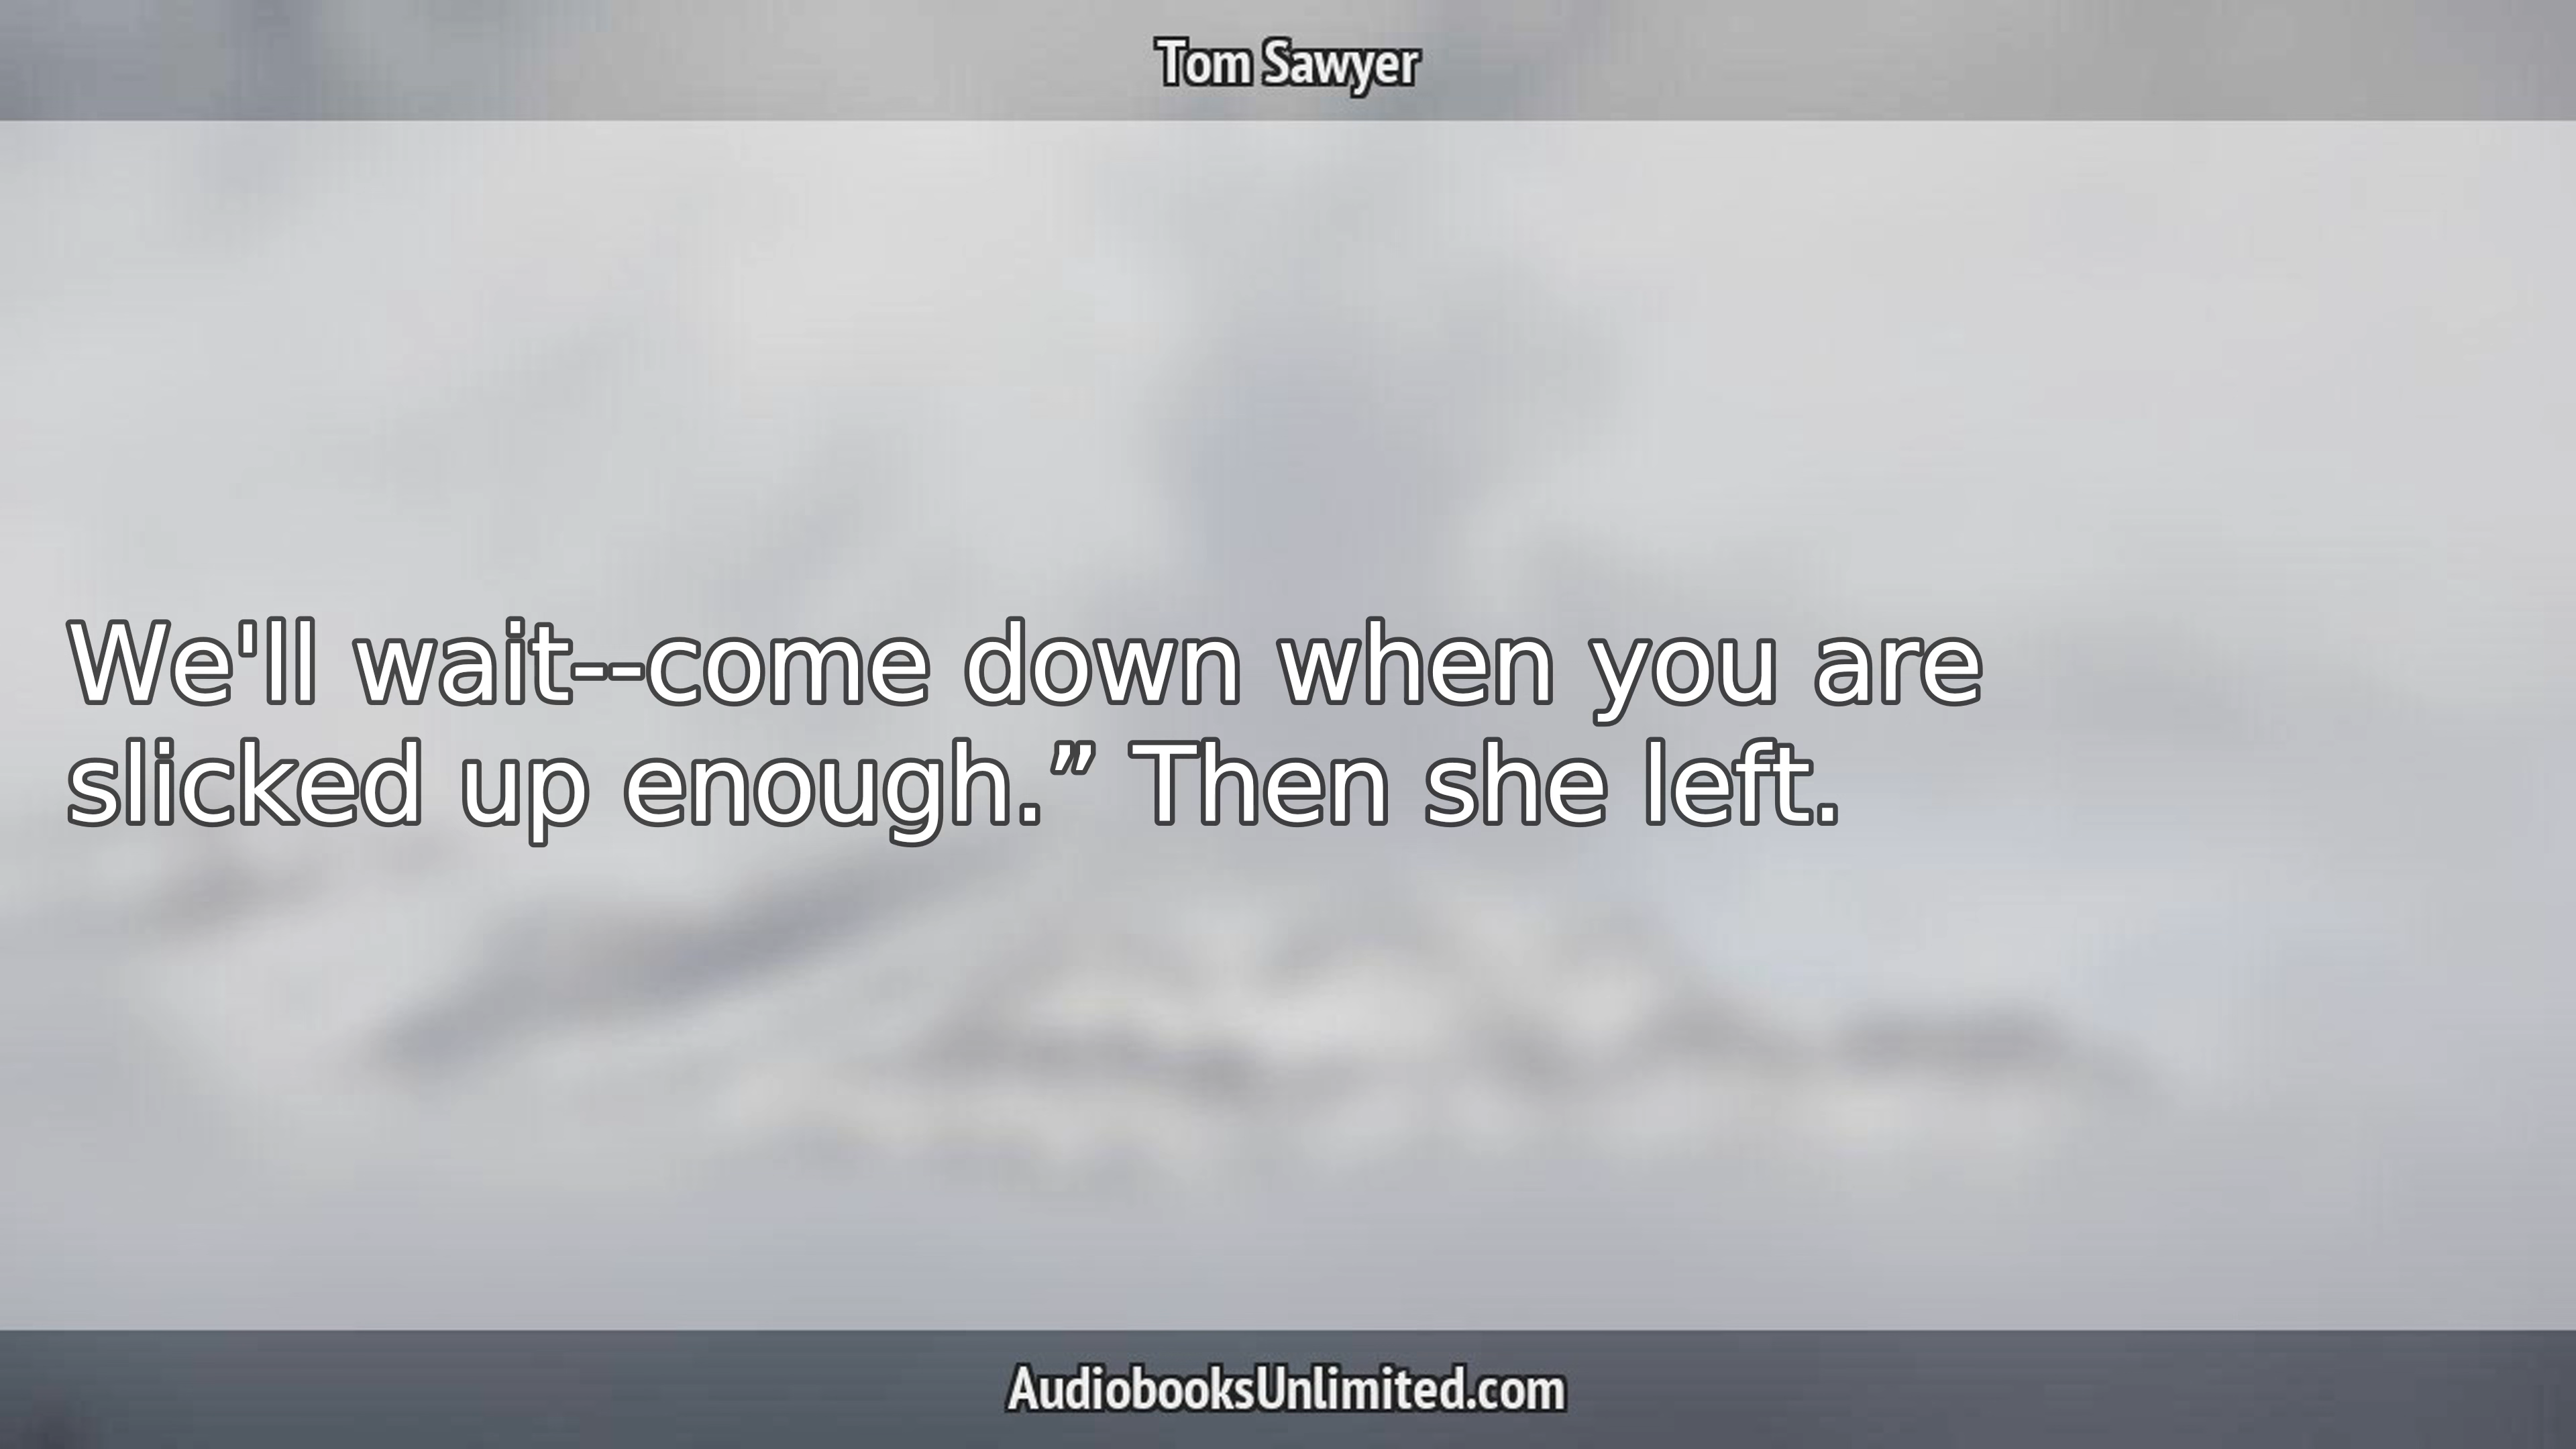 Tom Sawyer
We'll wait--come down when you are
slicked up enough.” Then she left.
AudiobooksUnlimited.com